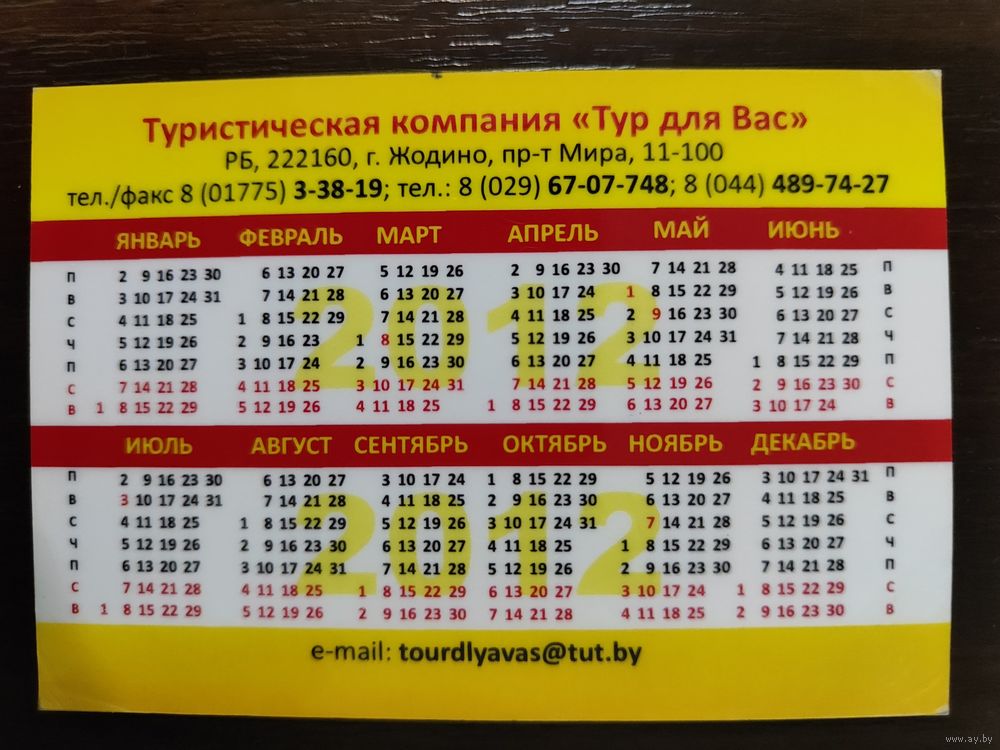 Туристическая компания «Тур для Вас»
РБ, 222160, г. Жодино, пр-т Мира, 11-100
тел./факс 8 (01775) 3-38-19; тел.: 8 (029) 67-07-748; 8 (044) 489-74-27
ЯНВАРЬ ФЕВРАЛЬ МАРТ АПРЕЛЬ МАЙ ИЮНЬ
2012
П 2 9 16 23 30 6 13 20 27 5 12 19 26 2 9 16 23 30 7 14 21 28 4 11 18 25 П
В 3 10 17 24 31 7 14 21 28 6 13 20 27 3 10 17 24 1 8 15 22 29 5 12 19 26 В
С 4 11 18 25 1 8 15 22 29 7 14 21 28 4 11 18 25 2 9 16 23 30 6 13 20 27 С
Ч 5 12 19 26 2 9 16 23 1 8 15 22 29 5 12 19 26 3 10 17 24 31 7 14 21 28 Ч
П 6 13 20 27 3 10 17 24 2 9 16 23 30 6 13 20 27 4 11 18 25 1 8 15 22 29 П
С 7 14 21 28 4 11 18 25 3 10 17 24 31 7 14 21 28 5 12 19 26 2 9 16 23 30 С
В 1 8 15 22 29 5 12 19 26 4 11 18 25 1 8 15 22 29 6 13 20 27 3 10 17 24 В
ИЮЛЬ АВГУСТ СЕНТЯБРЬ ОКТЯБРЬ НОЯБРЬ ДЕКАБРЬ
2012
П 2 9 16 23 30 6 13 20 27 3 10 17 24 1 8 15 22 29 5 12 19 26 3 10 17 24 31 П
В 3 10 17 24 31 7 14 21 28 4 11 18 25 2 9 16 23 30 6 13 20 27 4 11 18 25 В
С 4 11 18 25 1 8 15 22 29 5 12 19 26 3 10 17 24 31 7 14 21 28 5 12 19 26 С
Ч 5 12 19 26 2 9 16 23 30 6 13 20 27 4 11 18 25 1 8 15 22 29 6 13 20 27 Ч
П 6 13 20 27 3 10 17 24 31 7 14 21 28 5 12 19 26 2 9 16 23 30 7 14 21 28 П
С 7 14 21 28 4 11 18 25 1 8 15 22 29 6 13 20 27 3 10 17 24 1 8 15 22 29 С
В 1 8 15 22 29 5 12 19 26 2 9 16 23 30 7 14 21 28 4 11 18 25 2 9 16 23 30 В
e-mail: tourdlyavas@tut.by
www.ay.by